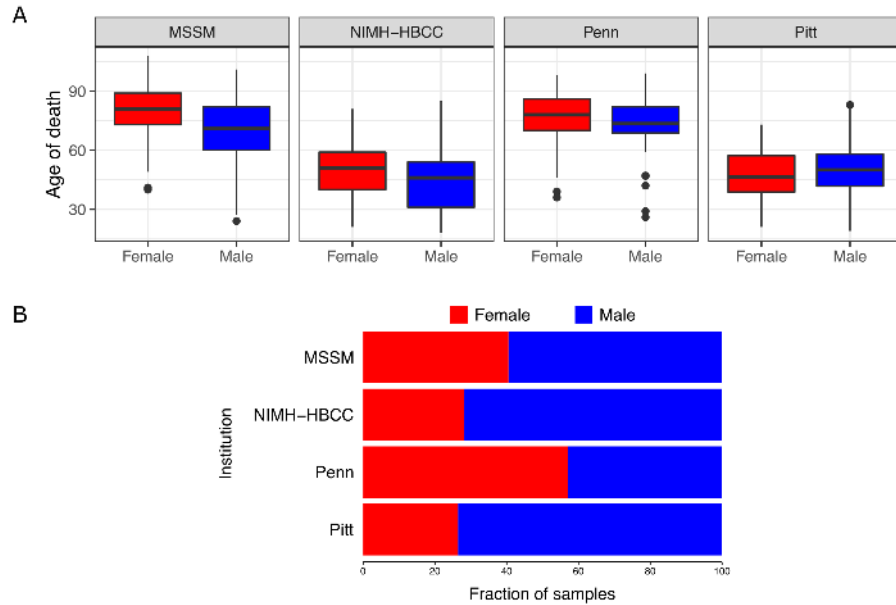 A
MSSM
NIMH−HBCC
Penn
Pitt
Age of death
90
60
30
Female Male
Female Male
Female Male
Female Male
B
Female Male
Institution
MSSM
NIMH−HBCC
Penn
Pitt
0 20 40 60 80 100
Fraction of samples